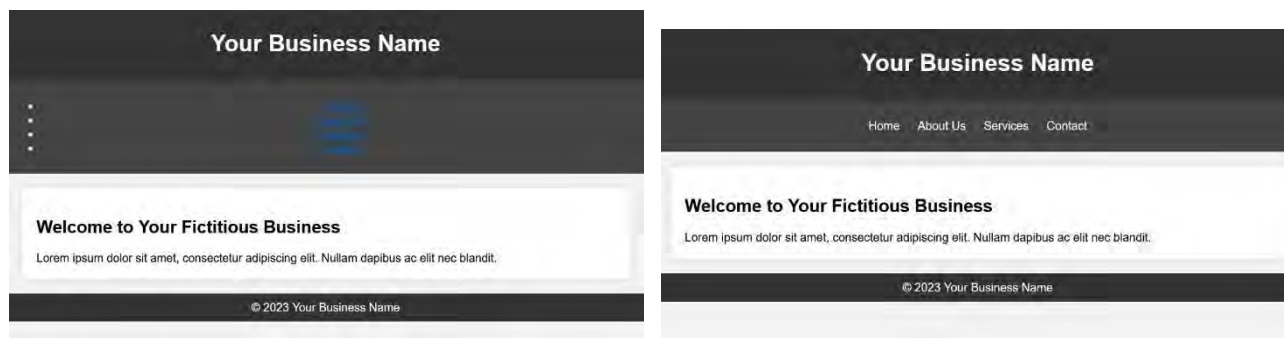 Your Business Name
Welcome to Your Fictitious Business
Lorem ipsum dolor sit amet, consectetur adipiscing elit. Nullam dapibus ac elit nec blandit.
© 2023 Your Business Name
Your Business Name
Home About Us Services Contact
Welcome to Your Fictitious Business
Lorem ipsum dolor sit amet, consectetur adipiscing elit. Nullam dapibus ac elit nec blandit.
© 2023 Your Business Name